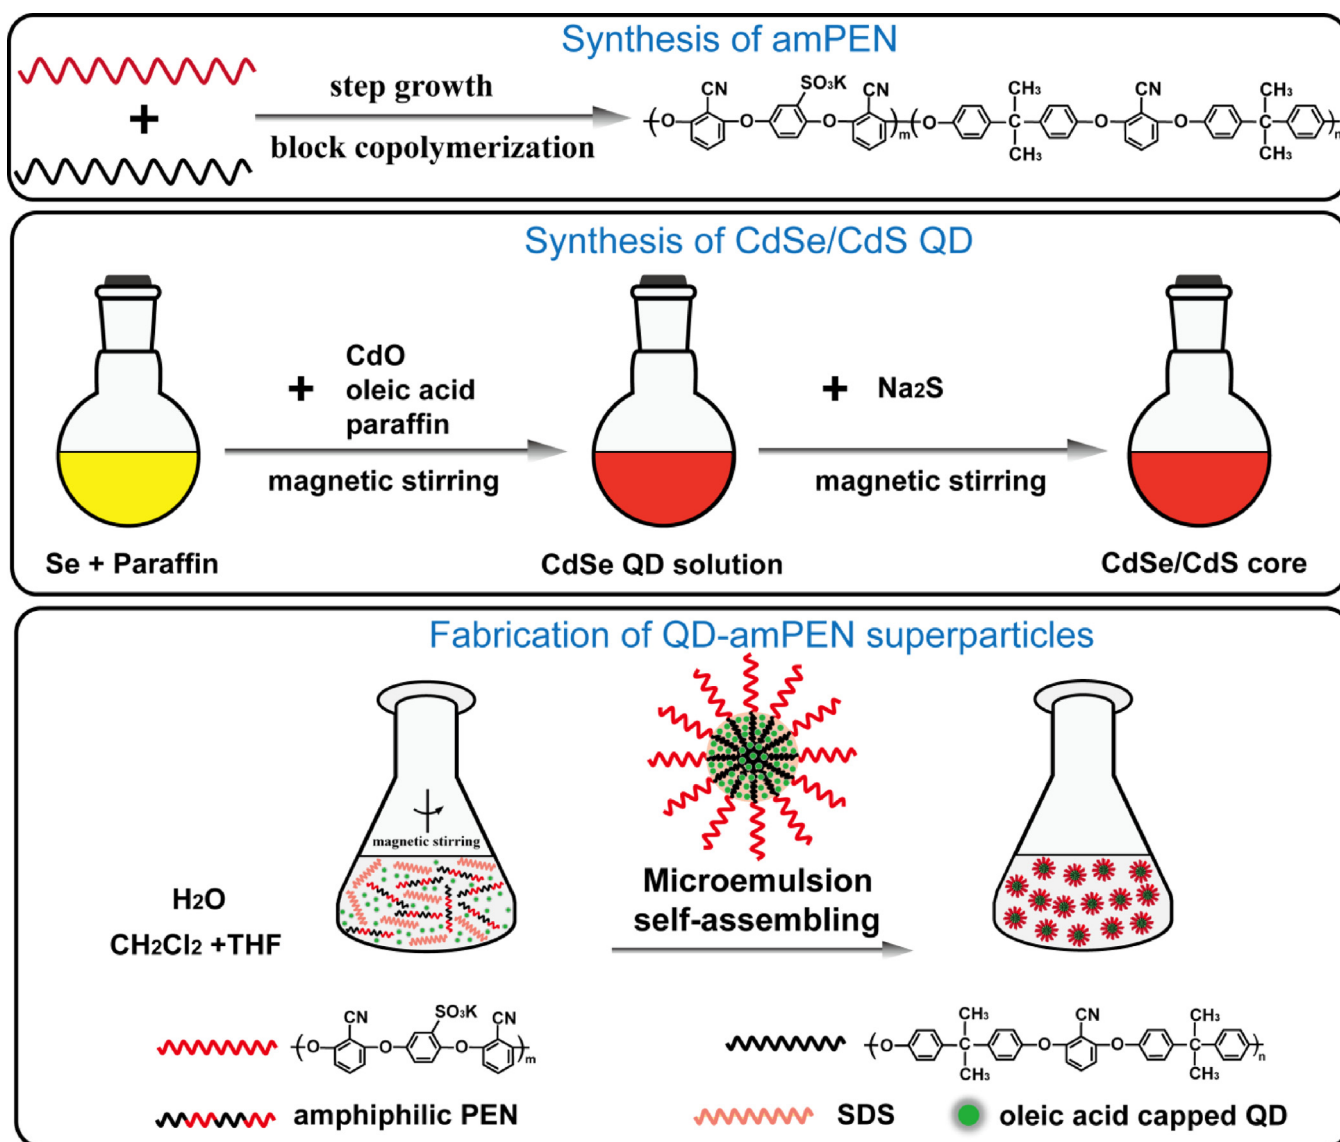 Synthesis of amPEN
+
step growth
block copolymerization
CN
SO3K
CN
CH3
CN
CH3
( O O O )m ( O C O O C )n
CH3
CH3
Synthesis of CdSe/CdS QD
+
CdO
oleic acid
paraffin
magnetic stirring
+
Na2S
magnetic stirring
Se + Paraffin
CdSe QD solution
CdSe/CdS core
Fabrication of QD-amPEN superparticles
magnetic stirring
H2O
CH2Cl2 +THF
Microemulsion
self-assembling
CN
SO3K
CN
( O O O )m
CH3
CN
CH3
( O C O O C )n
CH3
CH3
amphiphilic PEN
SDS
oleic acid capped QD